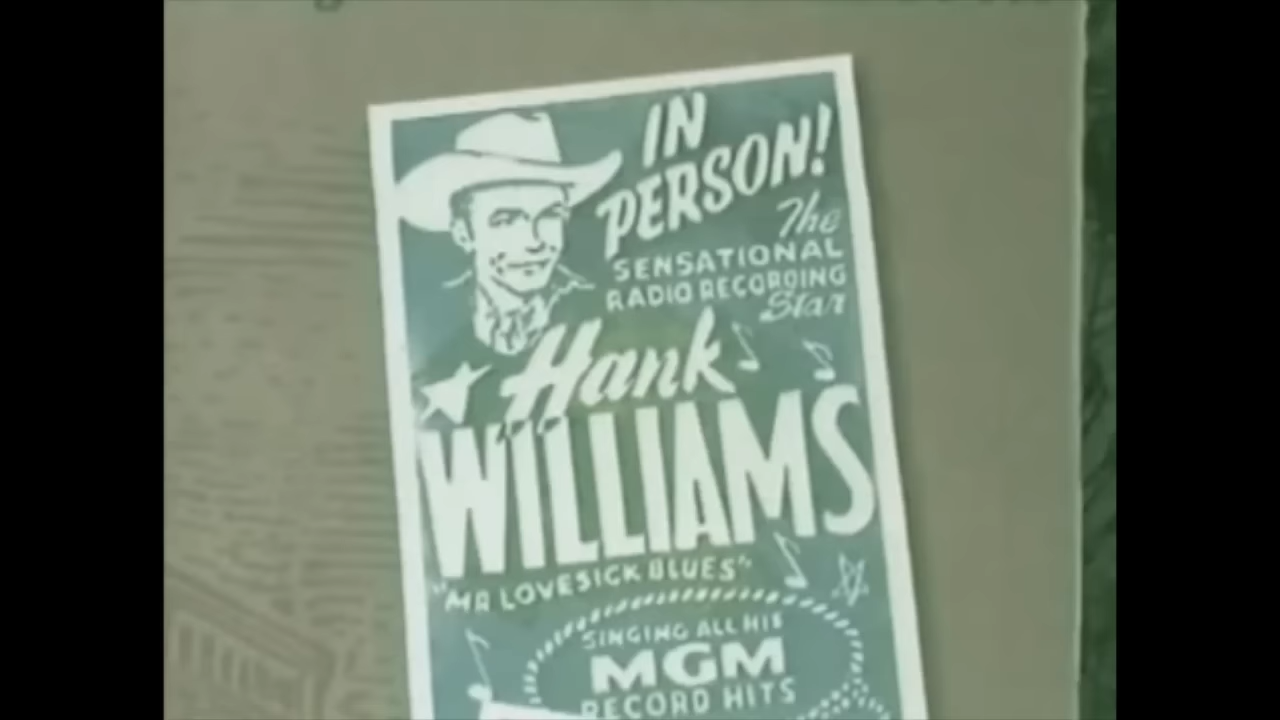 IN
PERSON!
The
SENSATIONAL
RADIO RECORDING
Star
Hank
WILLIAMS
"MR LOVESICK BLUES"
SINGING ALL HIS
MGM
RECORD HITS